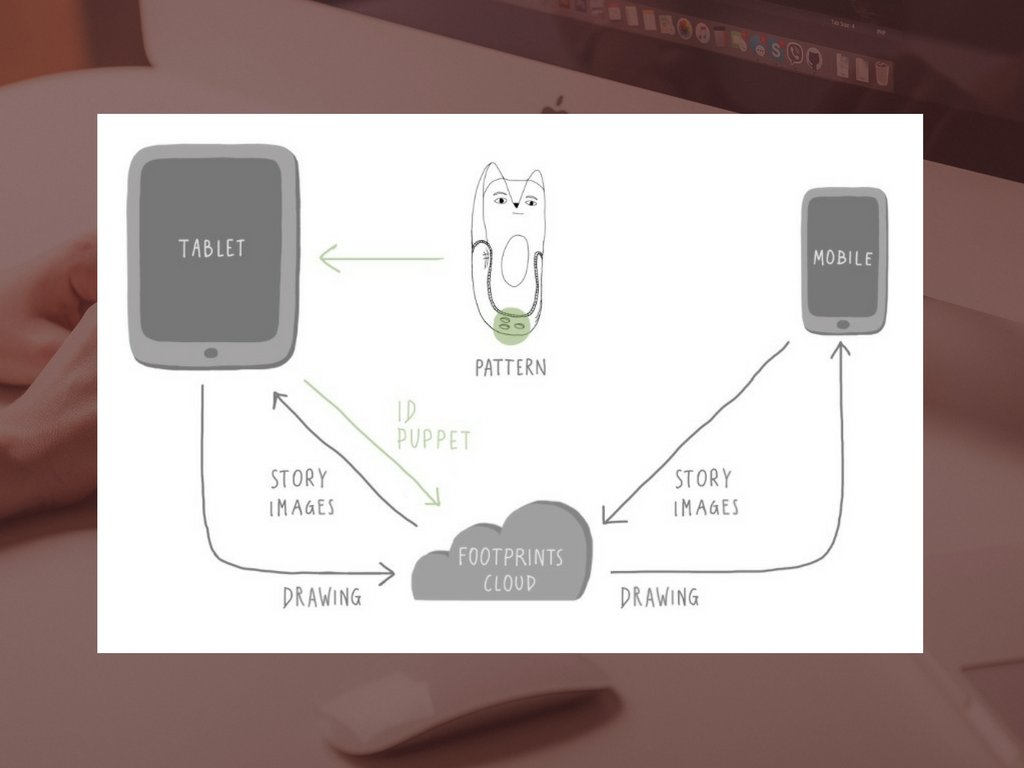 TABLET
MOBILE
PATTERN
ID
PUPPET
STORY
IMAGES
STORY
IMAGES
FOOTPRINTS
CLOUD
DRAWING
DRAWING